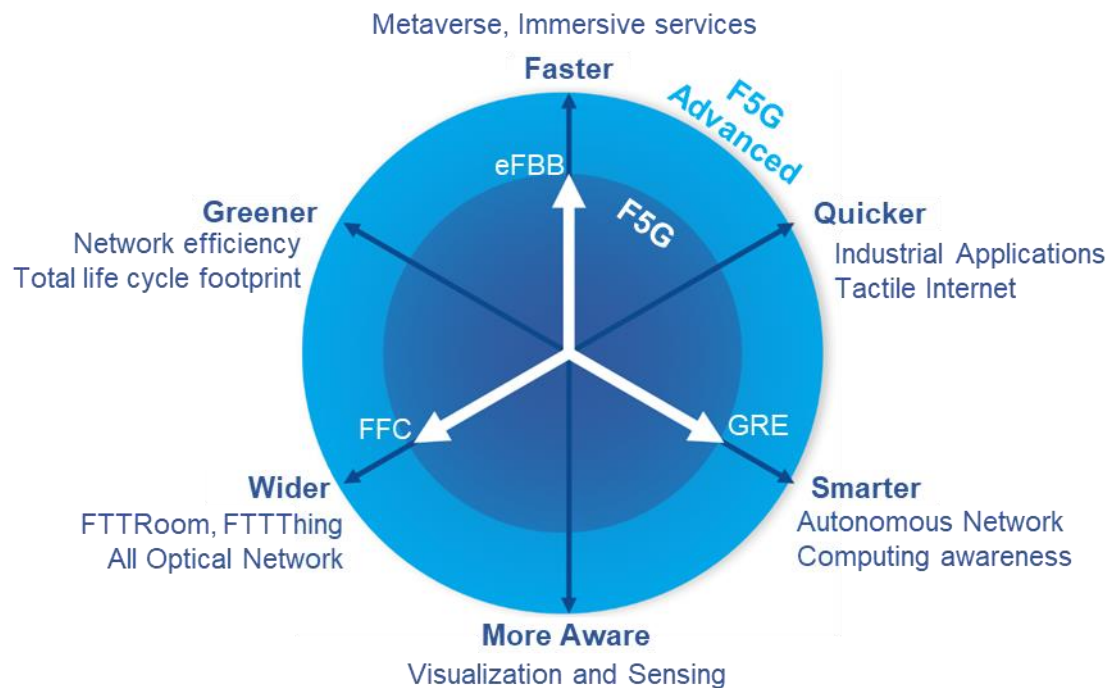 Metaverse, Immersive services
Faster
F5G
Advanced
eFBB
F5G
Greener
Network efficiency
Total life cycle footprint
Quicker
Industrial Applications
Tactile Internet
FFC
GRE
Wider
FTTRoom, FTTThing
All Optical Network
Smarter
Autonomous Network
Computing awareness
More Aware
Visualization and Sensing